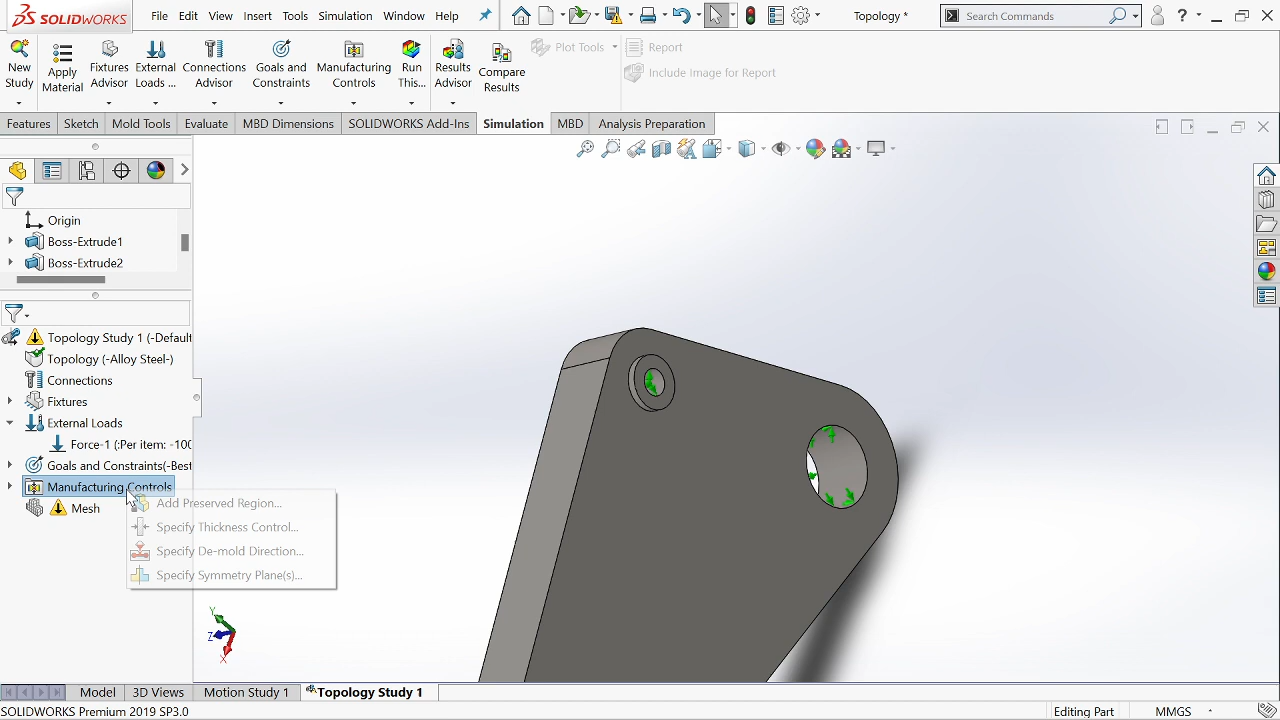 SOLIDWORKS
File Edit View Insert Tools Simulation Window Help
Topology *
Search Commands
?
New Study
Apply Material
Fixtures Advisor
External Loads ...
Connections Advisor
Goals and Constraints
Manufacturing Controls
Run This...
Results Advisor
Compare Results
Plot Tools
Report
Include Image for Report
Features Sketch Mold Tools Evaluate MBD Dimensions SOLIDWORKS Add-Ins Simulation MBD Analysis Preparation
Origin
Boss-Extrude1
Boss-Extrude2
Topology Study 1 (-Default
Topology (-Alloy Steel-)
Connections
Fixtures
External Loads
Force-1 (:Per item: -100
Goals and Constraints(-Best
Manufacturing Controls
Mesh
Add Preserved Region...
Specify Thickness Control...
Specify De-mold Direction...
Specify Symmetry Plane(s)...
Y
Z
X
Model 3D Views Motion Study 1 Topology Study 1
SOLIDWORKS Premium 2019 SP3.0
Editing Part MMGS